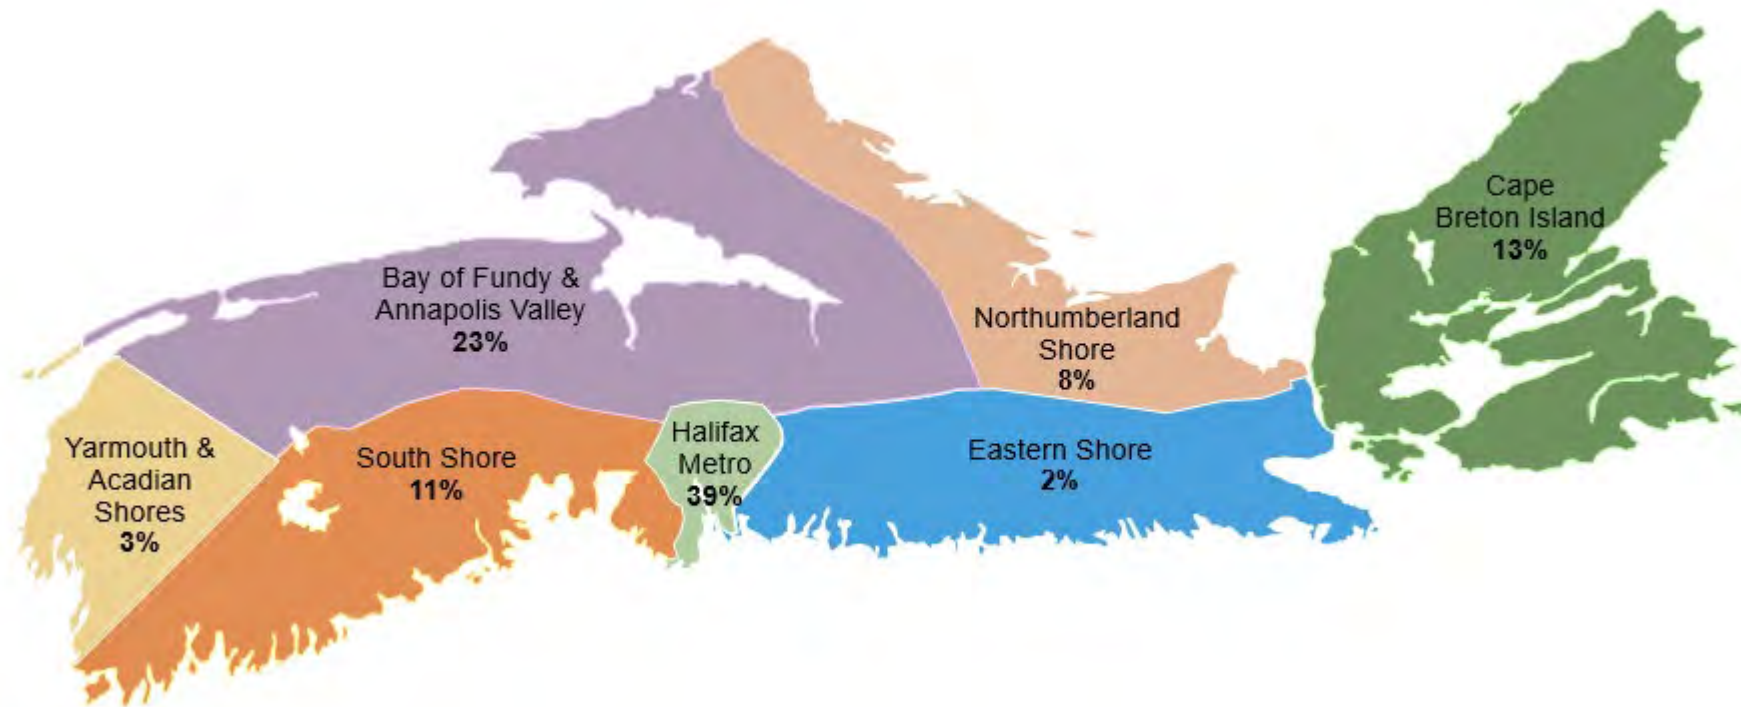 Cape
Breton Island
13%
Bay of Fundy &
Annapolis Valley
23%
Northumberland
Shore
8%
Yarmouth &
Acadian
Shores
3%
South Shore
11%
Halifax
Metro
39%
Eastern Shore
2%